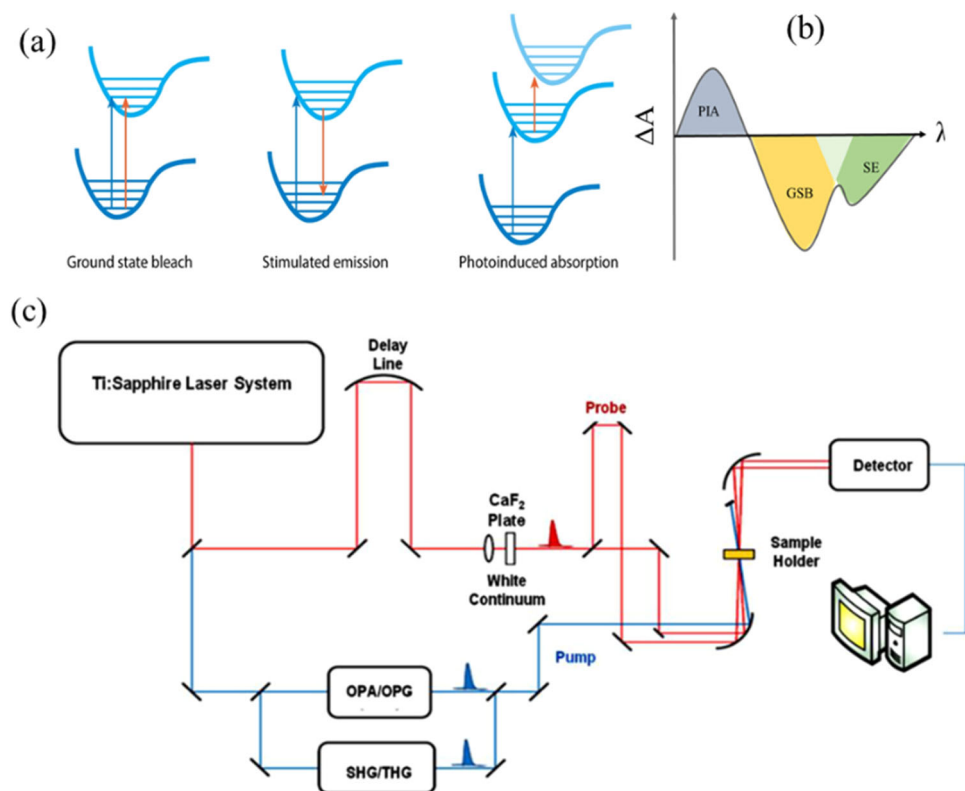 (a)
Ground state bleach
Stimulated emission
Photoinduced absorption
(b)
ΔA
PIA
GSB
SE
λ
(c)
Ti:Sapphire Laser System
Delay
Line
Probe
CaF₂
Plate
White
Continuum
Detector
Sample
Holder
Pump
OPA/OPG
SHG/THG